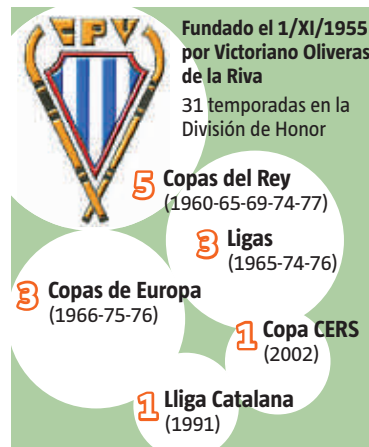 CPV
Fundado el 1/XI/1955
por Victoriano Oliveras
de la Riva
31 temporadas en la
División de Honor
5 Copas del Rey
(1960-65-69-74-77)
3 Ligas
(1965-74-76)
3 Copas de Europa
(1966-75-76)
1 Copa CERS
(2002)
1 Lliga Catalana
(1991)